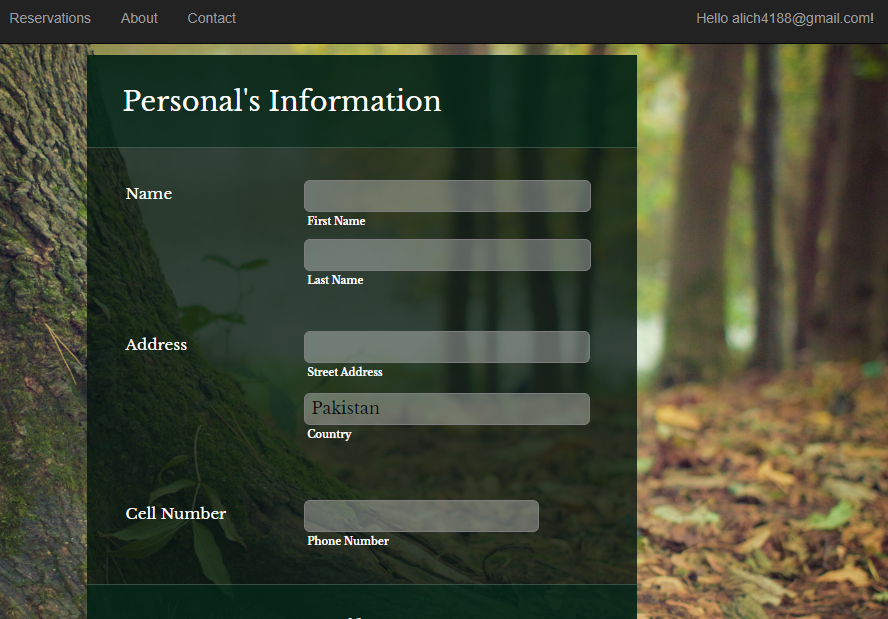 Reservations About Contact Hello alich4188@gmail.com!
Personal's Information
Name
First Name
Last Name
Address
Street Address
Pakistan
Country
Cell Number
Phone Number